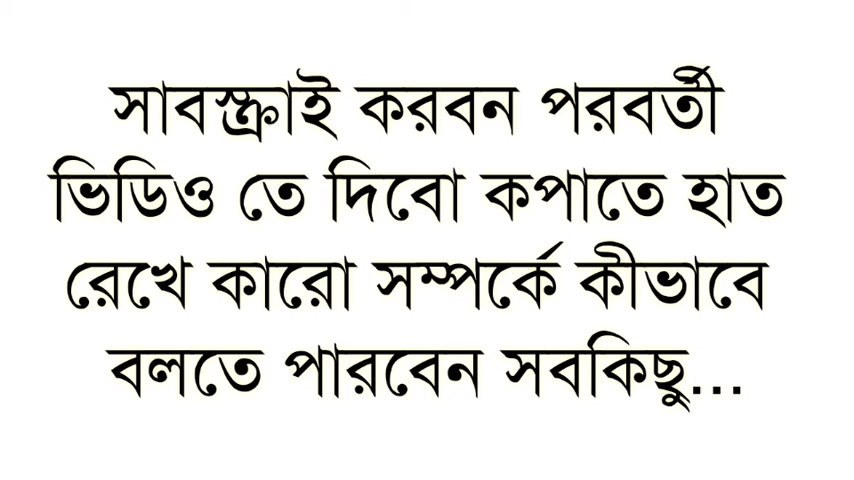 সাবস্ক্রাই করবন পরবর্তী
ভিডিও তে দিবো কপাতে হাত
রেখে কারো সম্পর্কে কীভাবে
বলতে পারবেন সবকিছু...